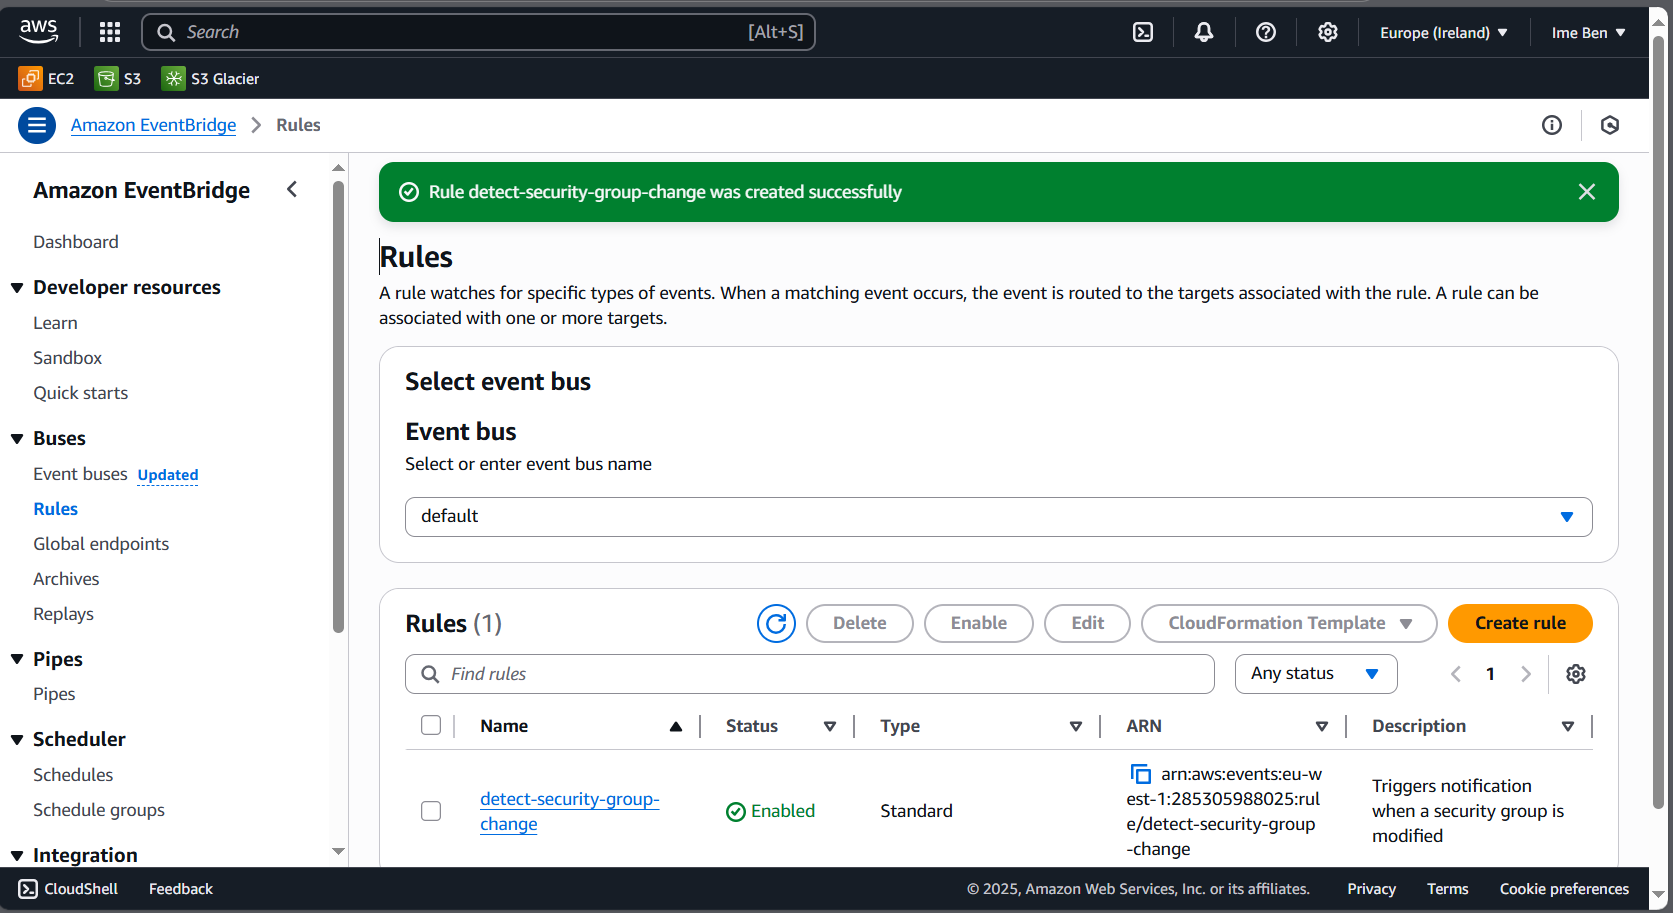 aws
Search [Alt+S]
Europe (Ireland) ▼
Ime Ben ▼
EC2
S3
S3 Glacier
Amazon EventBridge > Rules
Amazon EventBridge
Dashboard
Developer resources
Learn
Sandbox
Quick starts
Buses
Event buses Updated
Rules
Global endpoints
Archives
Replays
Pipes
Pipes
Scheduler
Schedules
Schedule groups
Integration
Rule detect-security-group-change was created successfully
Rules
A rule watches for specific types of events. When a matching event occurs, the event is routed to the targets associated with the rule. A rule can be
associated with one or more targets.
Select event bus
Event bus
Select or enter event bus name
default
Rules (1)
Delete
Enable
Edit
CloudFormation Template
Create rule
Find rules
Any status
1
Name Status Type ARN Description
detect-security-group-
change
Enabled
Standard
arn:aws:events:eu-w
est-1:285305988025:rul
e/detect-security-group
-change
Triggers notification
when a security group is
modified
CloudShell
Feedback
© 2025, Amazon Web Services, Inc. or its affiliates.
Privacy
Terms
Cookie preferences